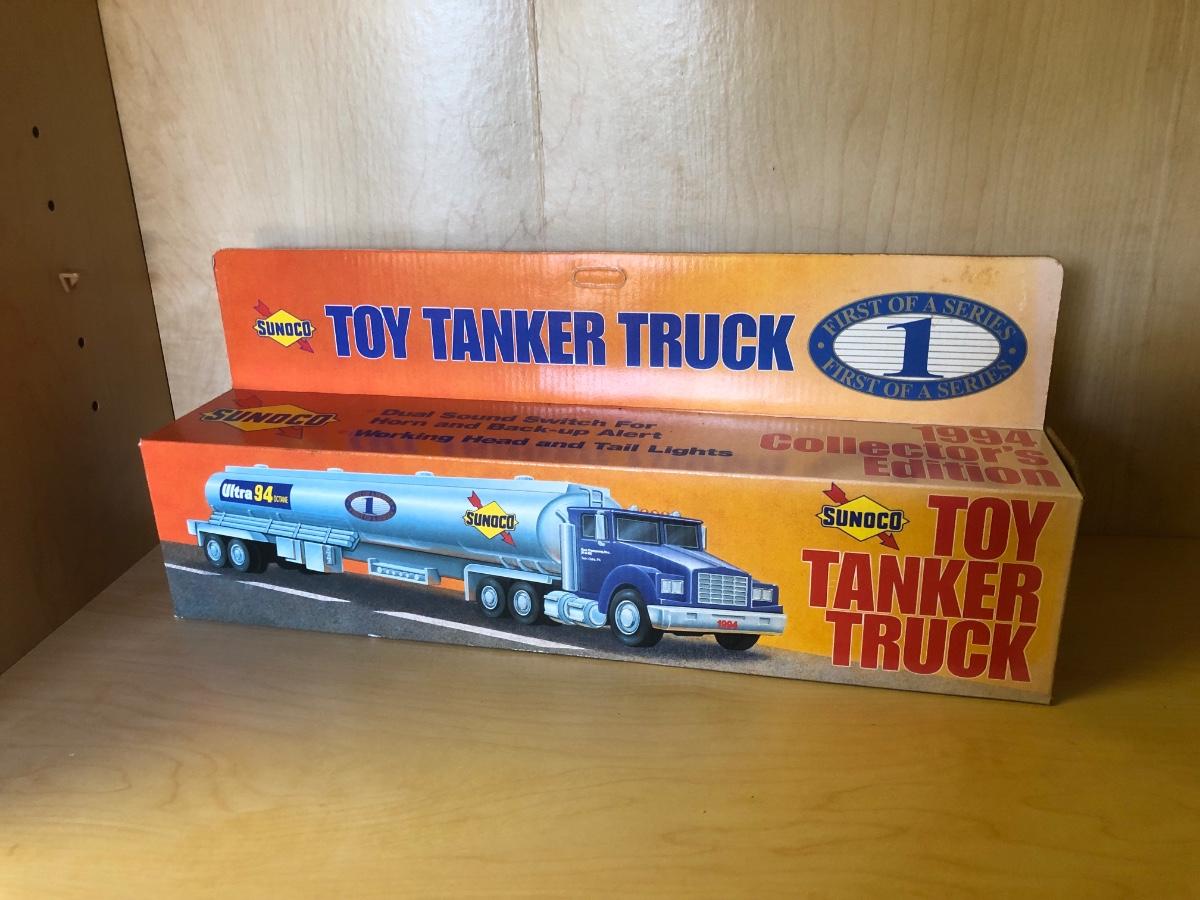 SUNOCO
TOY TANKER TRUCK
FIRST OF A SERIES
1
FIRST OF A SERIES
SUNOCO
Dual Sound Switch For
Horn and Back-up Alert
Working Head and Tail Lights
1994
Collector's
Edition
Ultra 94 OCTANE
1
SUNOCO
1994
SUNOCO
TOY
TANKER
TRUCK